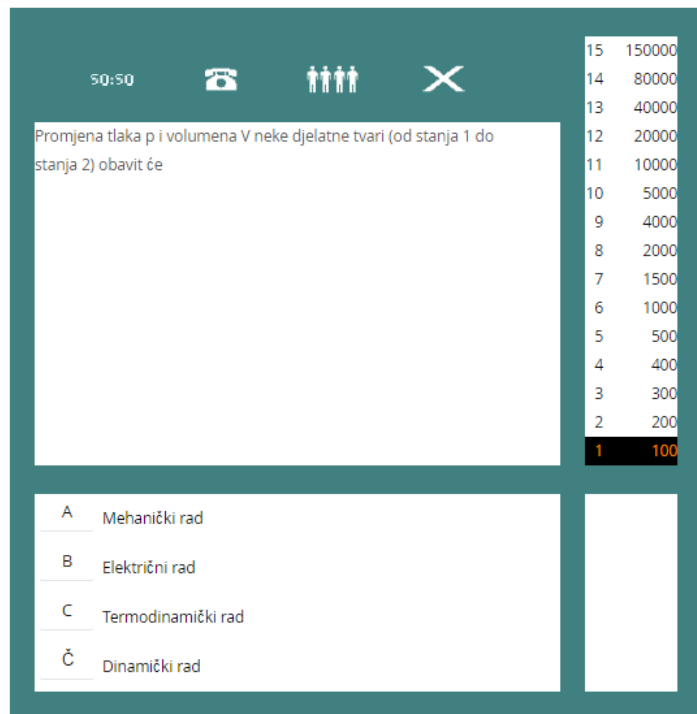 50:50
Promjena tlaka p i volumena V neke djelatne tvari (od stanja 1 do
stanja 2) obavit će
15 150000
14 80000
13 40000
12 20000
11 10000
10 5000
9 4000
8 2000
7 1500
6 1000
5 500
4 400
3 300
2 200
1 100
A Mehanički rad
B Električni rad
C Termodinamički rad
Č Dinamički rad